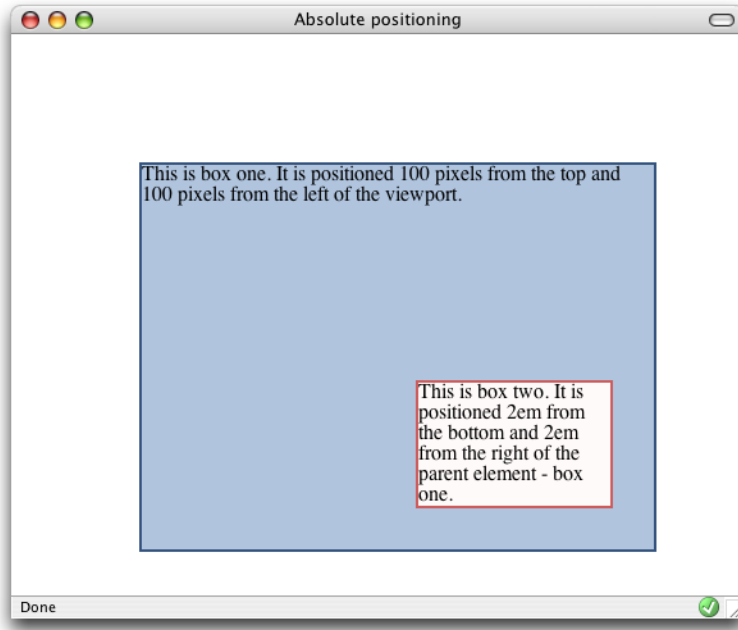 Absolute positioning
This is box one. It is positioned 100 pixels from the top and
100 pixels from the left of the viewport.
This is box two. It is
positioned 2em from
the bottom and 2em
from the right of the
parent element - box
one.
Done